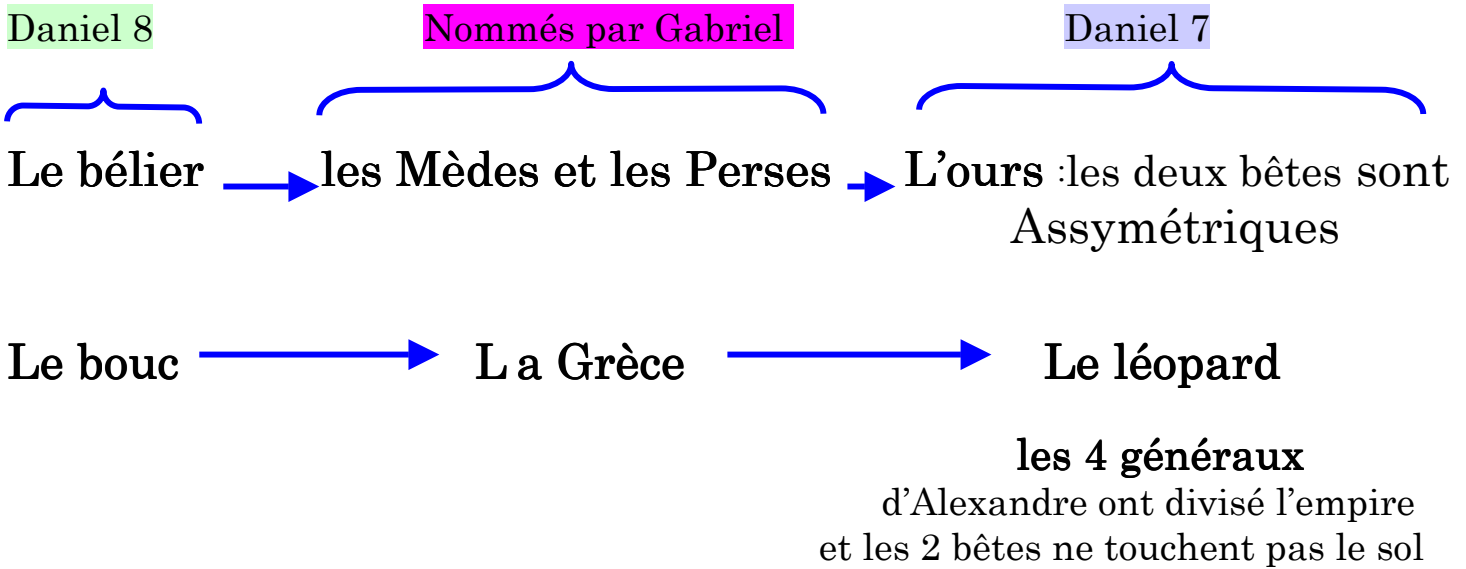 Daniel 8 Nommés par Gabriel Daniel 7
Le bélier les Mèdes et les Perses L’ours :les deux bêtes sont
Assymétriques
Le bouc L a Grèce Le léopard
les 4 généraux
d’Alexandre ont divisé l’empire
et les 2 bêtes ne touchent pas le sol